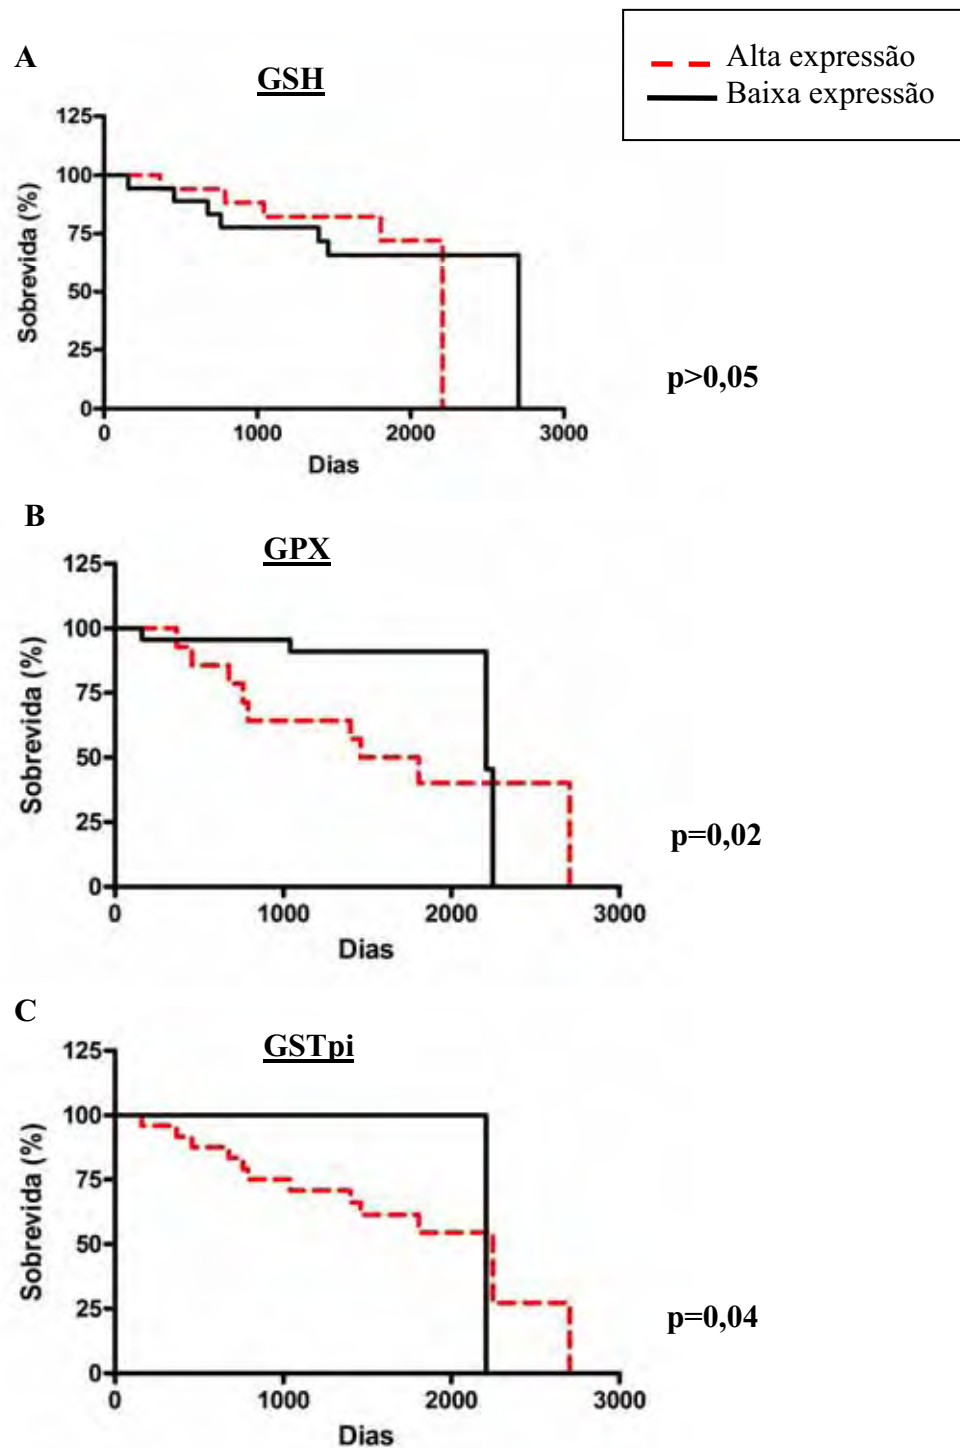 Alta expressão
Baixa expressão
A
GSH
125
100
75
50
25
0
Sobrevida (%)
0 1000 2000 3000
Dias
p>0,05
B
GPX
125
100
75
50
25
0
Sobrevida (%)
0 1000 2000 3000
Dias
p=0,02
C
GSTpi
125
100
75
50
25
0
Sobrevida (%)
0 1000 2000 3000
Dias
p=0,04